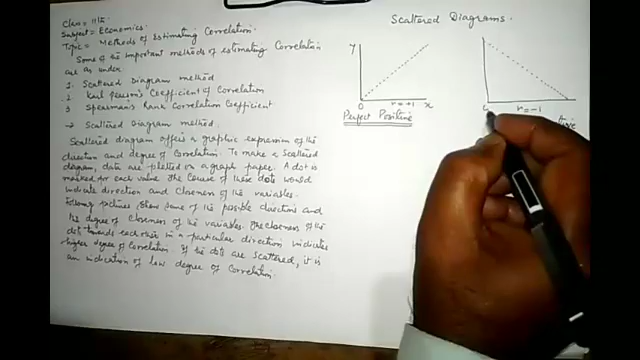 Class = 11th
Subject = Economics.
Topic = Methods of Estimating Correlation.
Some of the important methods of estimating Correlation
are as under
1. Scattered Diagram method
2. Karl Person's Coefficient of Correlation
3 Spearman's Rank Correlation Coefficient
→ Scattered Diagram method.
Scattered diagram offers a graphic expression of the
direction and degree of Correlation. To make a Scattered
diagram data are plotted on a graph paper. A dot is
marked for each value. The Course of these dots would
indicate direction and closeness of the variables.
Following pictures Show some of the possible directions and
the degree of closeness of the variables. The closeness of the
dots towards each other in a particular direction indicates
higher degree of Correlation. If the dots are scattered, it is
an indication of low degree of Correlation.
Scattered Diagrams.
Y
O r = +1 X
Perfect Positive
r = -1